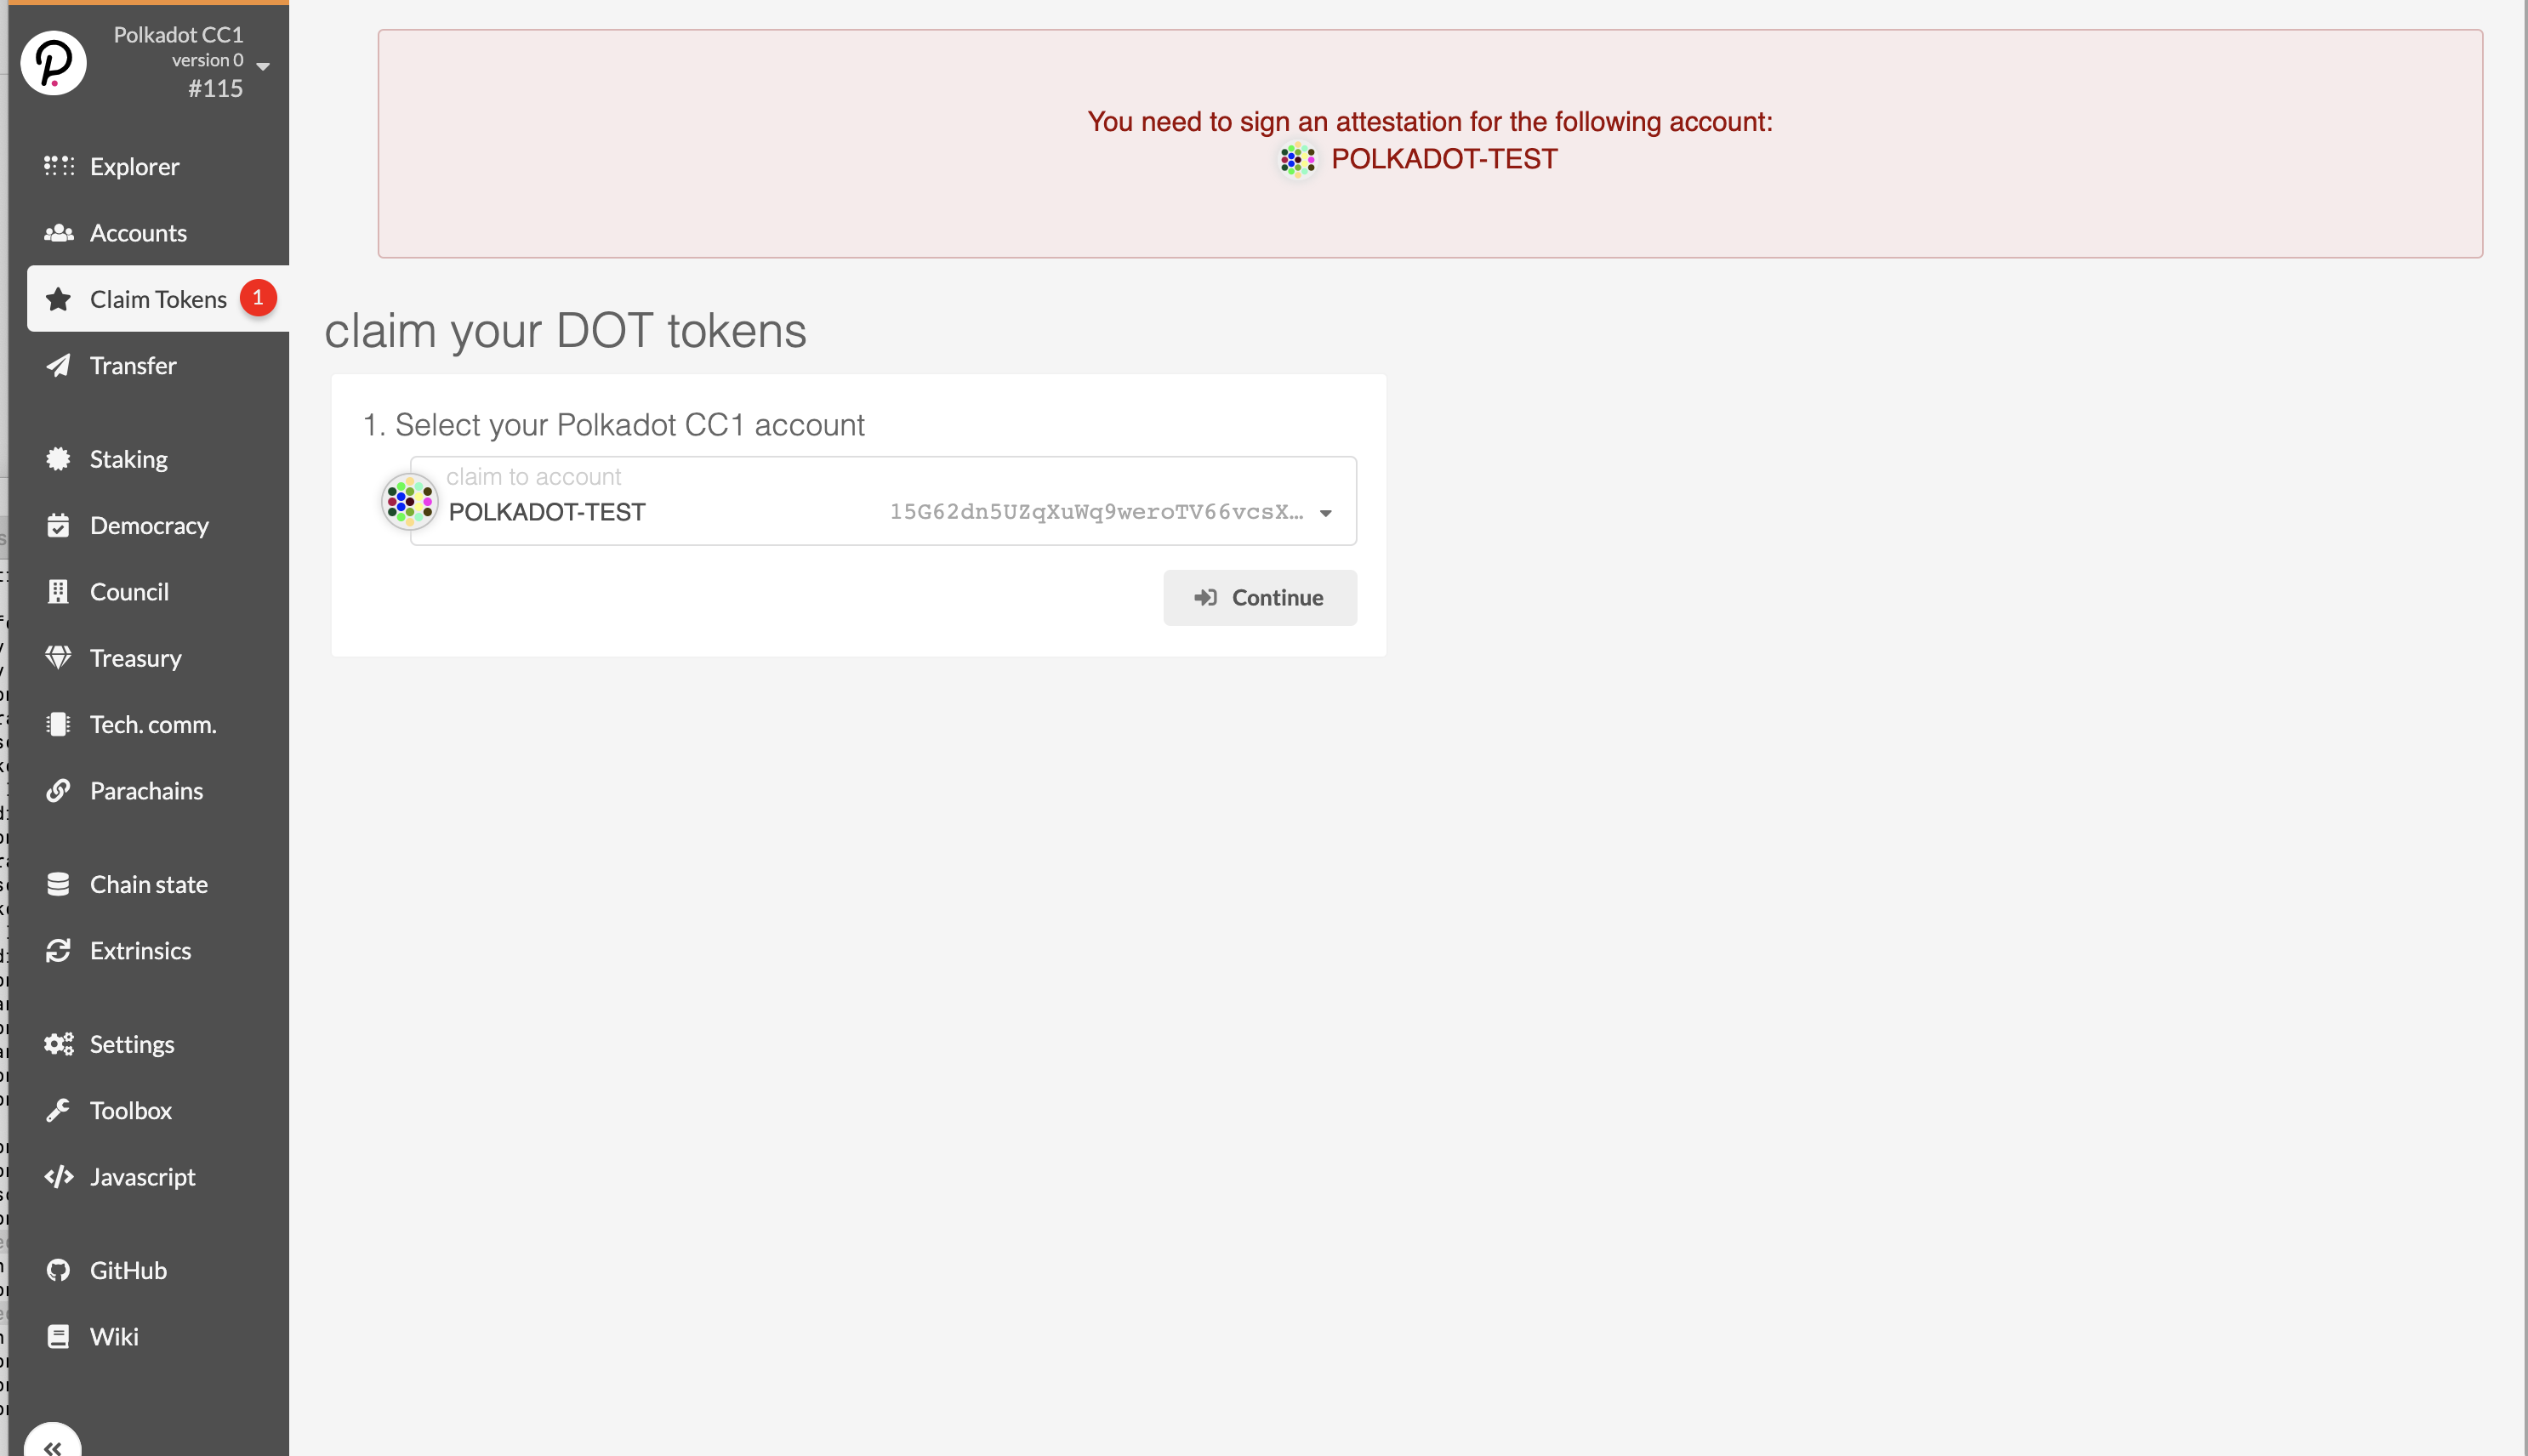 Polkadot CC1
version 0
#115
Explorer
Accounts
Claim Tokens 1
Transfer
Staking
Democracy
Council
Treasury
Tech. comm.
Parachains
Chain state
Extrinsics
Settings
Toolbox
Javascript
GitHub
Wiki
You need to sign an attestation for the following account:
POLKADOT-TEST
claim your DOT tokens
1. Select your Polkadot CC1 account
claim to account
POLKADOT-TEST 15G62dn5UZqXuWq9weroTV66vcsX…
Continue